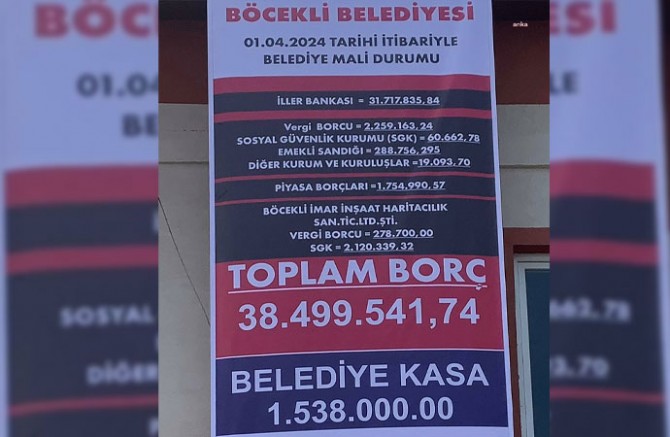 anka
BÖCEKLİ BELEDİYESİ
01.04.2024 TARİHİ İTİBARİYLE
BELEDİYE MALİ DURUMU
İLLER BANKASI = 31.717.835,84
Vergi BORCU = 2.259.163,24
SOSYAL GÜVENLİK KURUMU (SGK) = 60.662,78
EMEKLİ SANDIĞI = 288.756,295
DİĞER KURUM VE KURULUŞLAR =19.093.70
PİYASA BORÇLARI =1.754,990,57
BÖCEKLİ İMAR İNŞAAT HARİTACILIK
SAN.TİC.LTD.ŞTİ.
VERGİ BORCU = 278.700,00
SGK = 2.120.339,32
TOPLAM BORÇ
38.499.541,74
BELEDİYE KASA
1.538.000.00